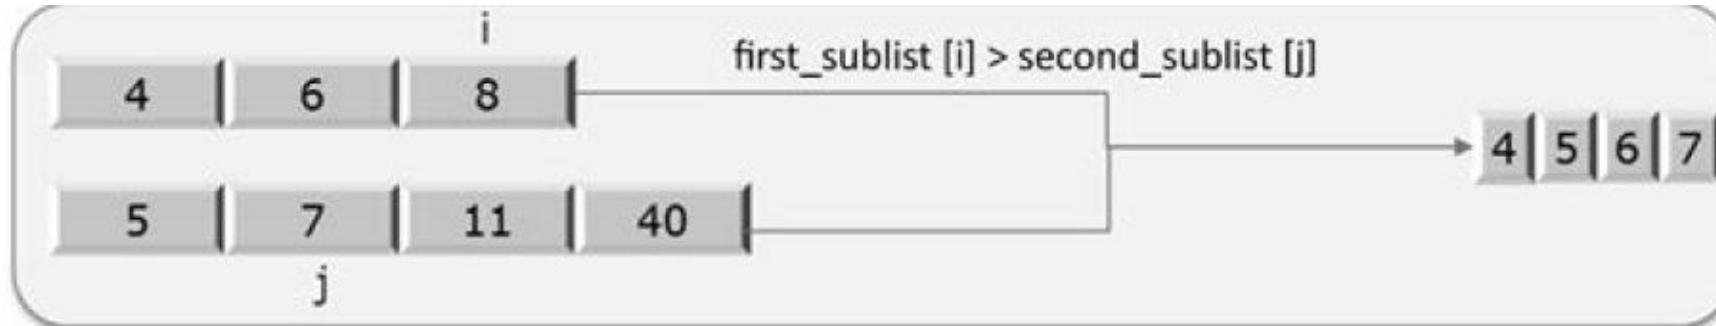 i
first_sublist [i] > second_sublist [j]
4 6 8
4 5 6 7
5 7 11 40
j